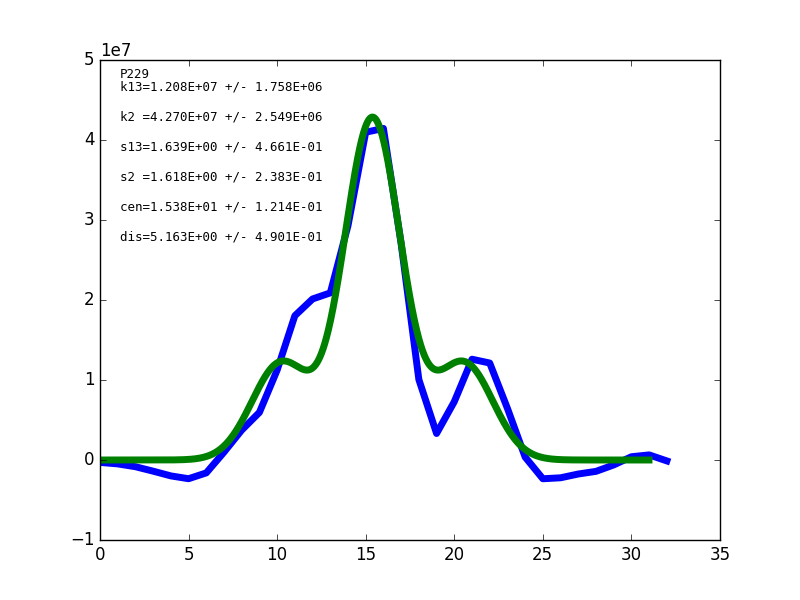 1e7
P229
k13=1.208E+07 +/- 1.758E+06
k2 =4.270E+07 +/- 2.549E+06
s13=1.639E+00 +/- 4.661E-01
s2 =1.618E+00 +/- 2.383E-01
cen=1.538E+01 +/- 1.214E-01
dis=5.163E+00 +/- 4.901E-01
5
4
3
2
1
0
−1
0 5 10 15 20 25 30 35